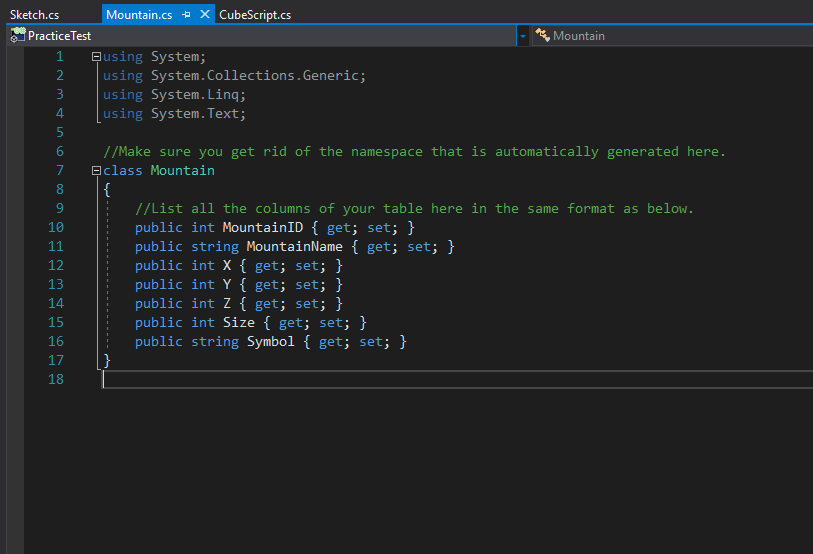 Sketch.cs Mountain.cs CubeScript.cs
PracticeTest Mountain
1 using System;
2 using System.Collections.Generic;
3 using System.Linq;
4 using System.Text;
5
6 //Make sure you get rid of the namespace that is automatically generated here.
7 class Mountain
8 {
9 //List all the columns of your table here in the same format as below.
10 public int MountainID { get; set; }
11 public string MountainName { get; set; }
12 public int X { get; set; }
13 public int Y { get; set; }
14 public int Z { get; set; }
15 public int Size { get; set; }
16 public string Symbol { get; set; }
17 }
18